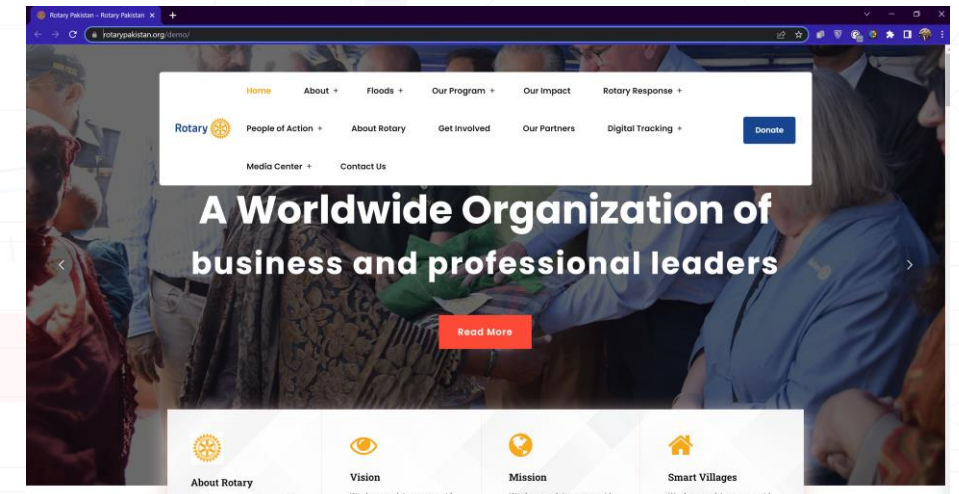 Rotary Pakistan – Rotary Pakistan
rotarypakistan.org/demo/
Home About + Floods + Our Program + Our Impact Rotary Response +
Rotary People of Action + About Rotary Get Involved Our Partners Digital Tracking + Donate
Media Center + Contact Us
A Worldwide Organization of
business and professional leaders
Read More
About Rotary Vision Mission Smart Villages